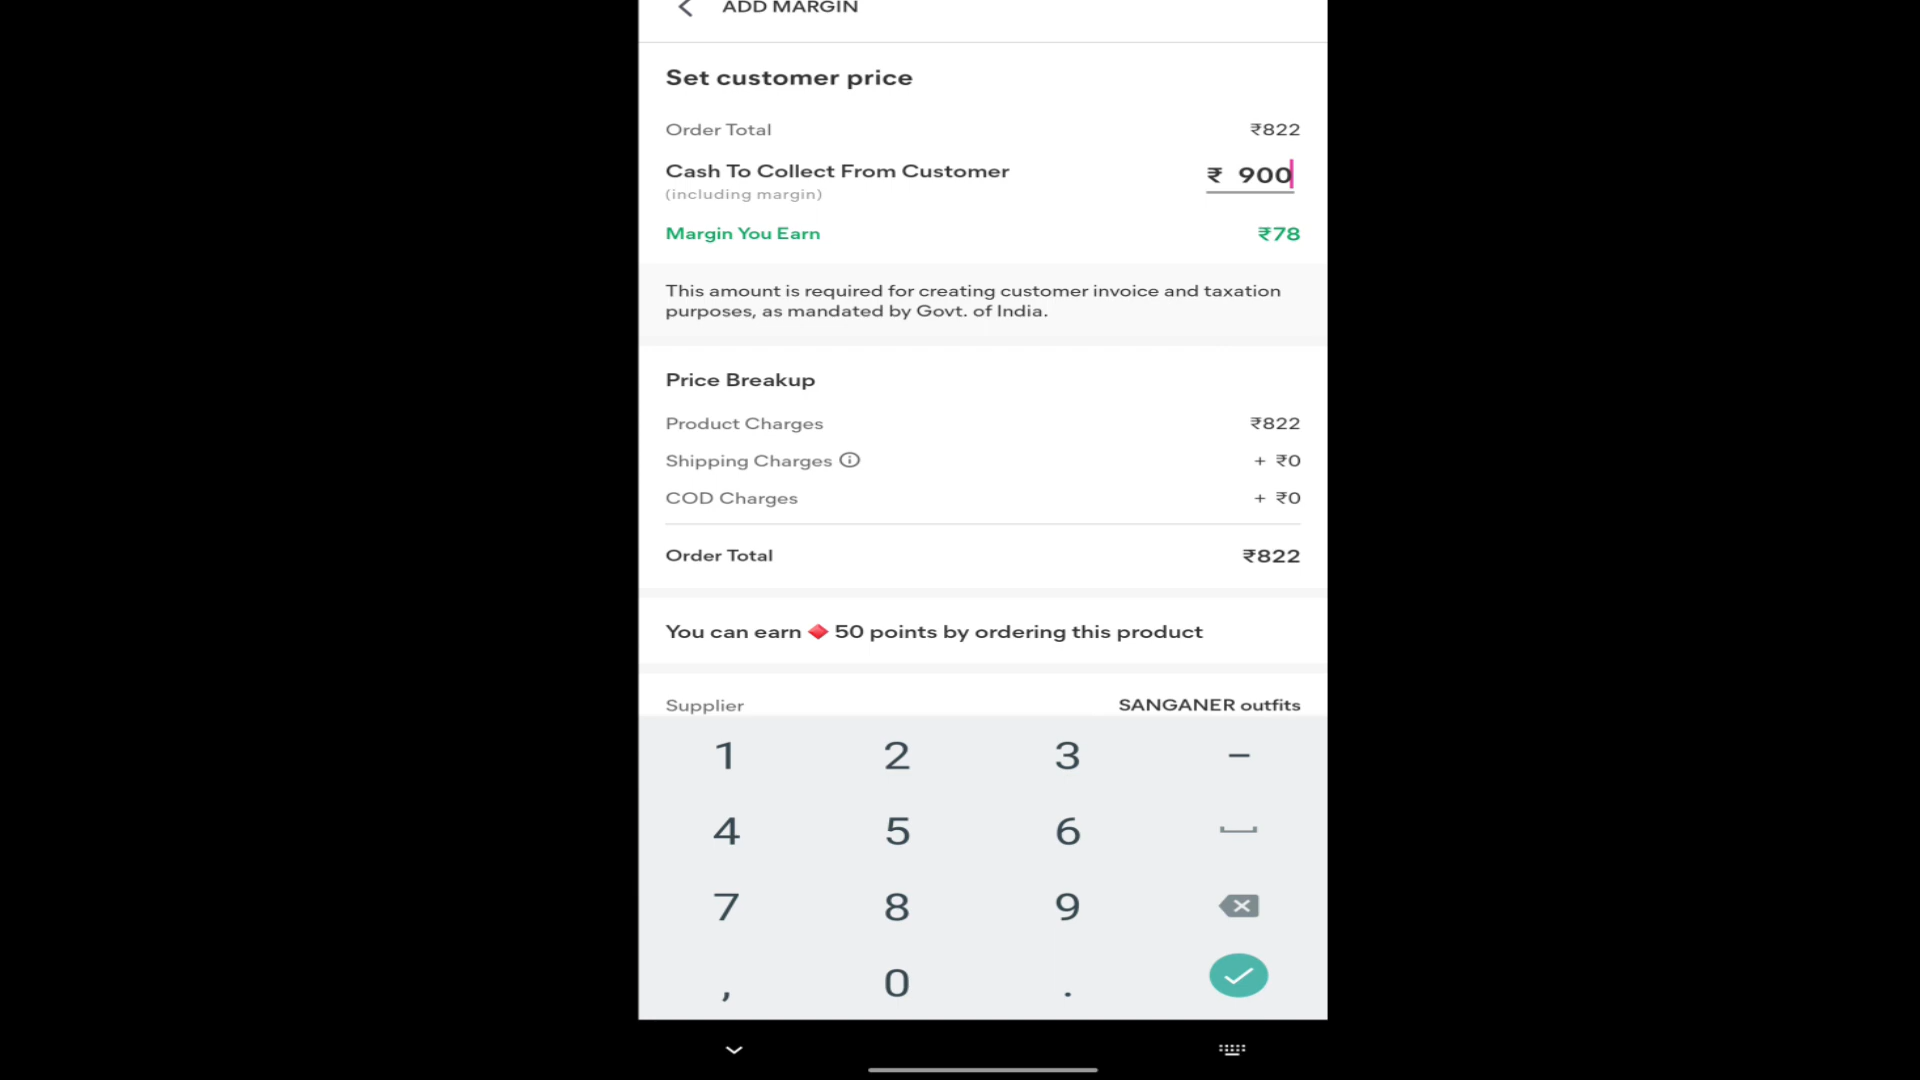 ADD MARGIN
Set customer price
Order Total ₹822
Cash To Collect From Customer ₹ 900
(including margin)
Margin You Earn ₹78
This amount is required for creating customer invoice and taxation
purposes, as mandated by Govt. of India.
Price Breakup
Product Charges ₹822
Shipping Charges + ₹0
COD Charges + ₹0
Order Total ₹822
You can earn 50 points by ordering this product
Supplier SANGANER outfits
1 2 3 –
4 5 6
7 8 9
, 0 .